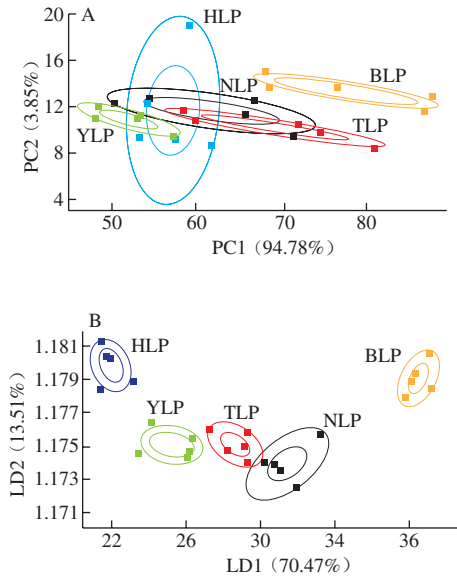 A
20
16
12
8
4
PC2（3.85%）
HLP
NLP
BLP
YLP
TLP
50
60
70
80
PC1（94.78%）
B
1.181
1.179
1.177
1.175
1.173
1.171
LD2（13.51%）
HLP
BLP
YLP
TLP
NLP
22
26
30
34
36
LD1（70.47%）